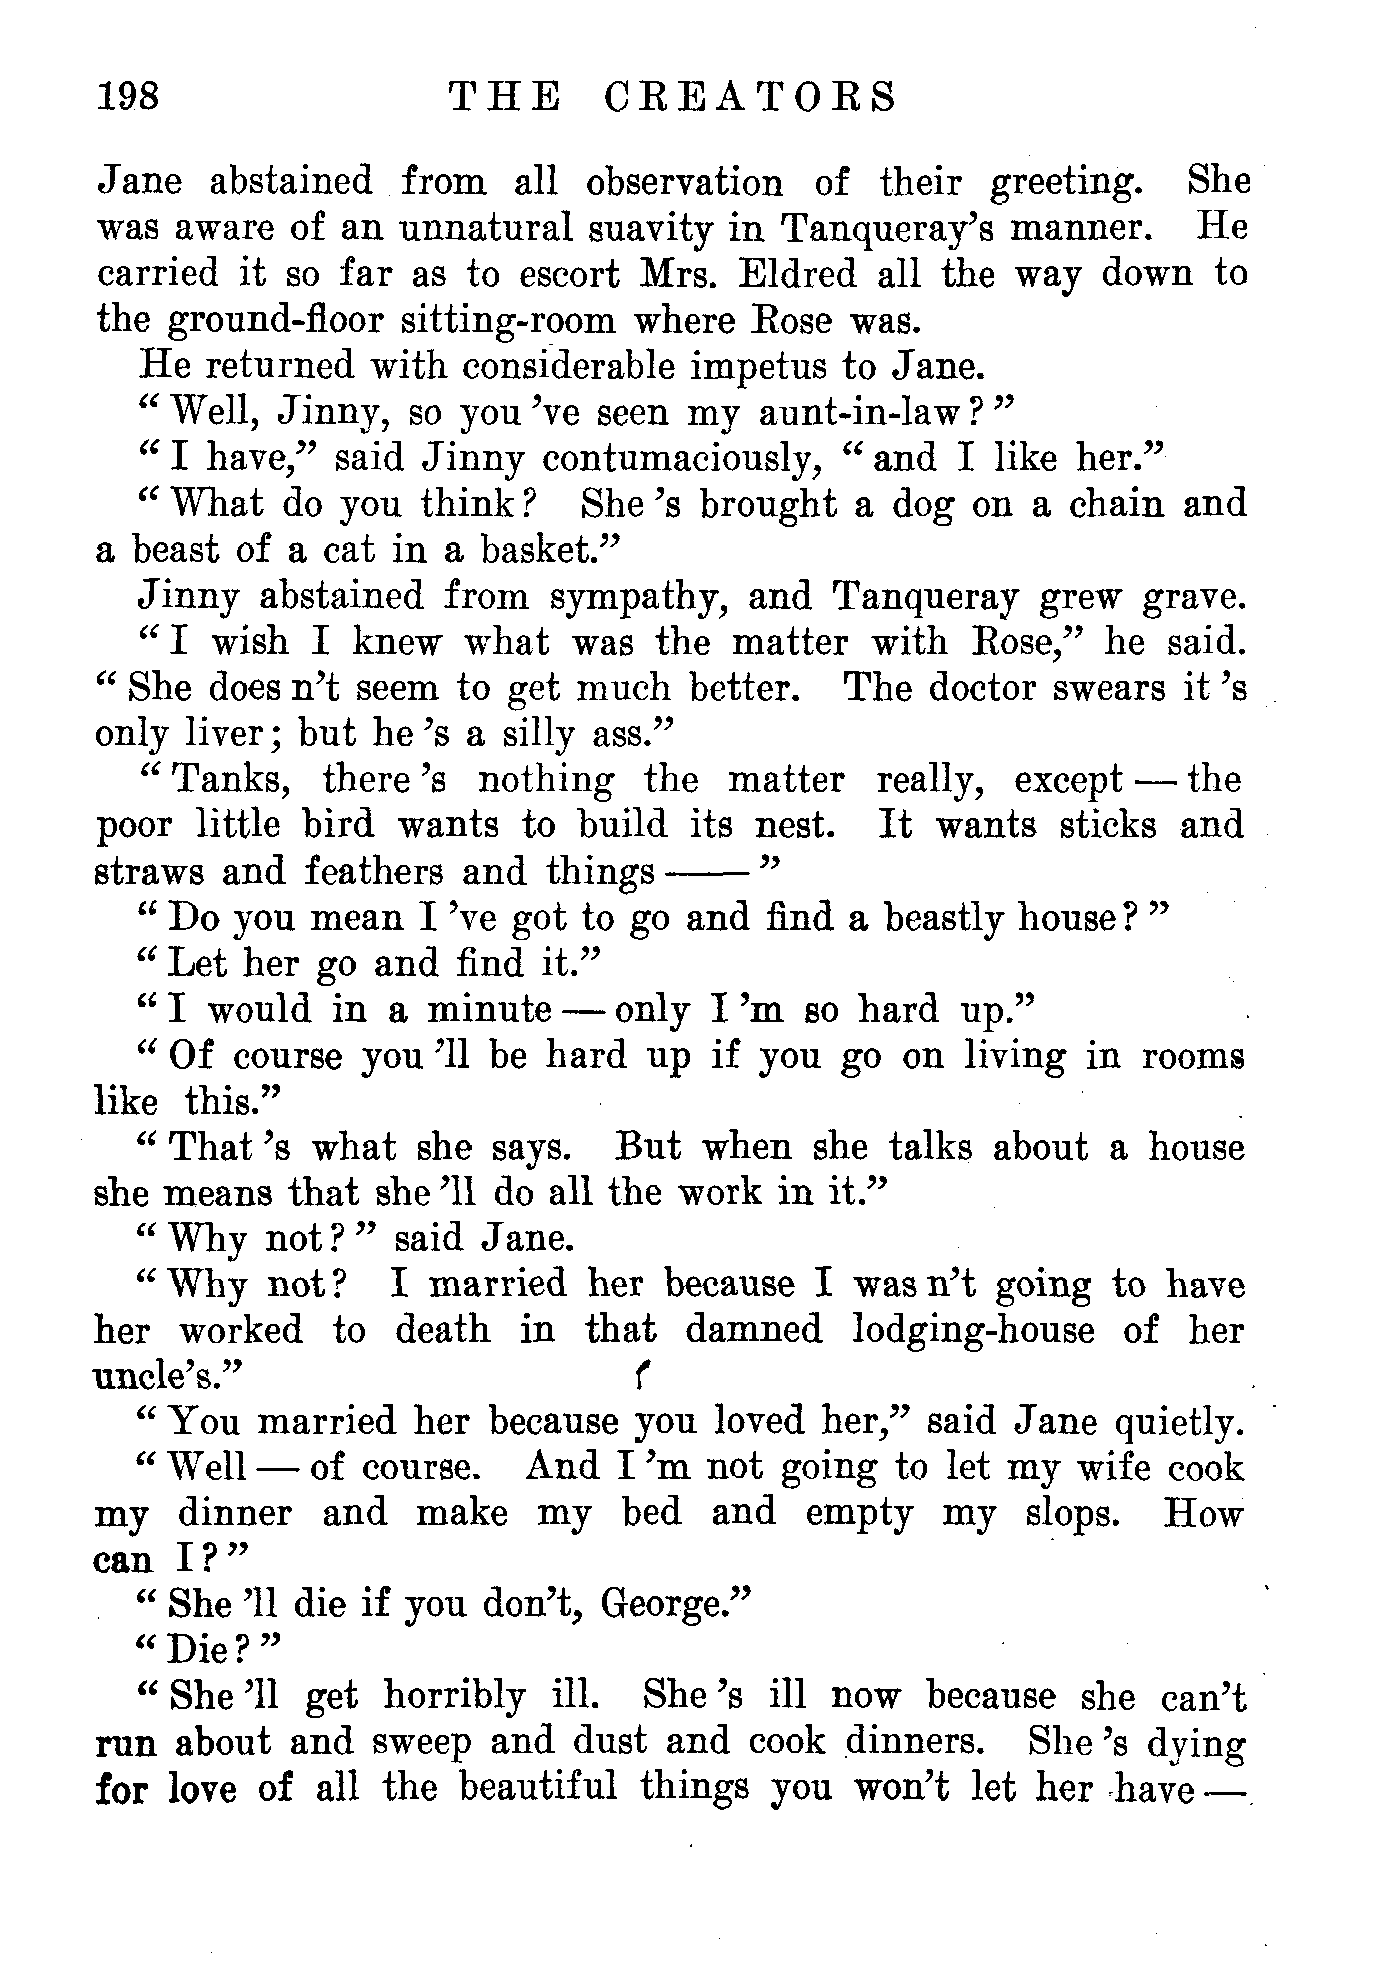 198 THE CREATORS
Jane abstained from all observation of their greeting. She
was aware of an unnatural suavity in Tanqueray's manner. He
carried it so far as to escort Mrs. Eldred all the way down to
the ground-floor sitting-room where Rose was.
He returned with considerable impetus to Jane.
“ Well, Jinny, so you 've seen my aunt-in-law? ”
“ I have,” said Jinny contumaciously, “ and I like her.”
“ What do you think? She 's brought a dog on a chain and
a beast of a cat in a basket.”
Jinny abstained from sympathy, and Tanqueray grew grave.
“ I wish I knew what was the matter with Rose,” he said.
“ She does n't seem to get much better. The doctor swears it 's
only liver; but he 's a silly ass.”
“ Tanks, there 's nothing the matter really, except — the
poor little bird wants to build its nest. It wants sticks and
straws and feathers and things —— ”
“ Do you mean I 've got to go and find a beastly house? ”
“ Let her go and find it.”
“ I would in a minute — only I 'm so hard up.”
“ Of course you 'll be hard up if you go on living in rooms
like this.”
“ That 's what she says. But when she talks about a house
she means that she 'll do all the work in it.”
“ Why not? ” said Jane.
“ Why not? I married her because I was n't going to have
her worked to death in that damned lodging-house of her
uncle's.”
“ You married her because you loved her,” said Jane quietly.
“ Well — of course. And I 'm not going to let my wife cook
my dinner and make my bed and empty my slops. How
can I? ”
“ She 'll die if you don't, George.”
“ Die? ”
“ She 'll get horribly ill. She 's ill now because she can't
run about and sweep and dust and cook dinners. She 's dying
for love of all the beautiful things you won't let her have —